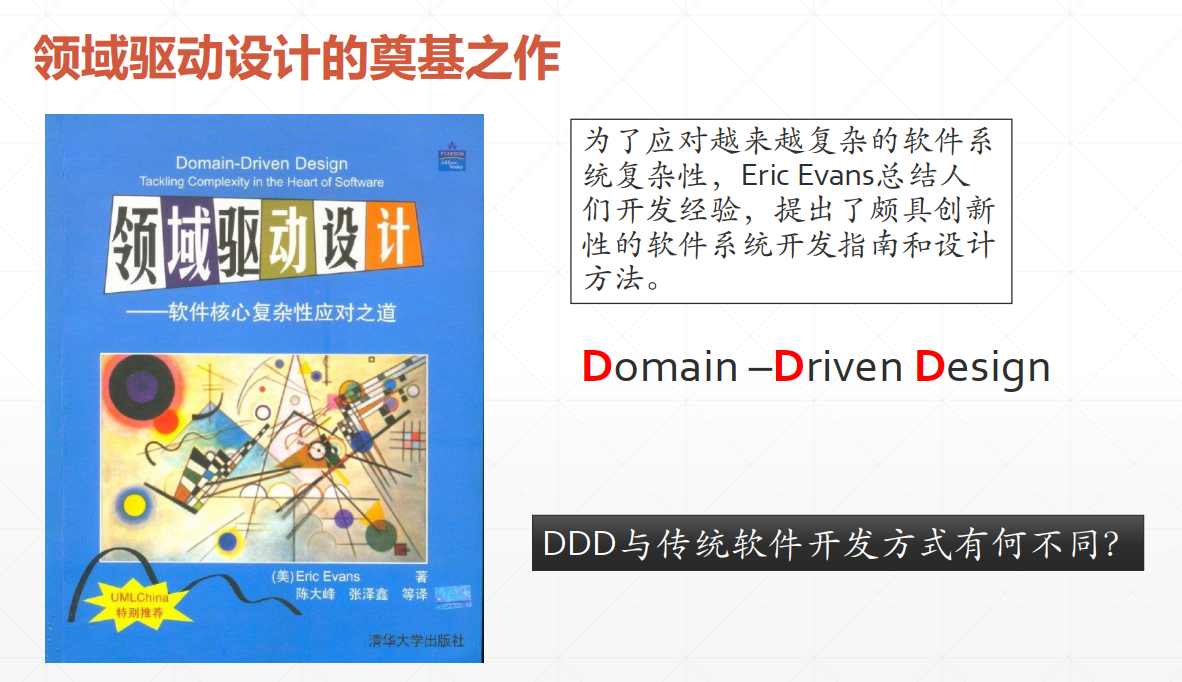 领域驱动设计的奠基之作
Domain-Driven Design
Tackling Complexity in the Heart of Software
PEARSON
领域驱动设计
——软件核心复杂性应对之道
(美)Eric Evans 著
陈大峰 张泽鑫 等译
UMLChina
特别推荐
清华大学出版社
为了应对越来越复杂的软件系
统复杂性，Eric Evans总结人
们开发经验，提出了颇具创新
性的软件系统开发指南和设计
方法。
Domain –Driven Design
DDD与传统软件开发方式有何不同？